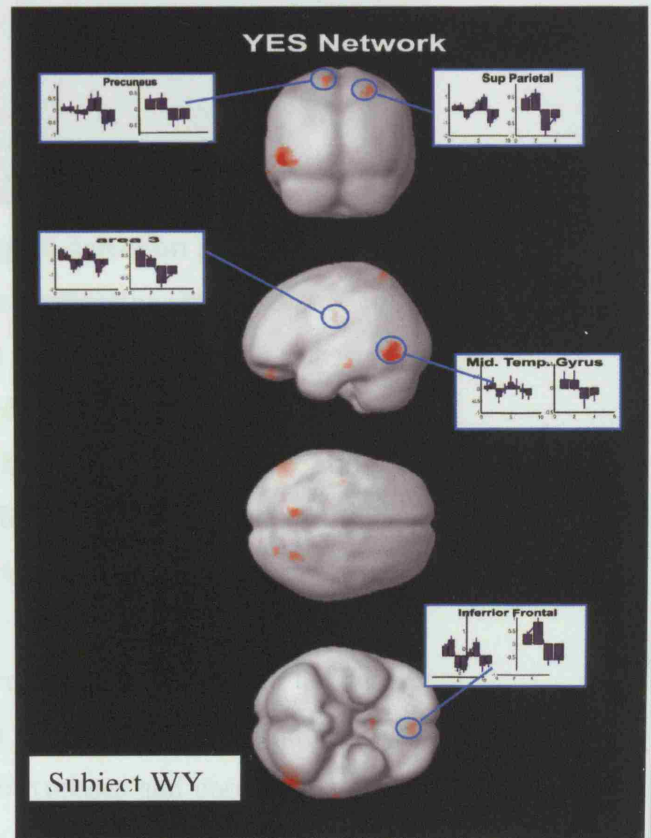 YES Network
Precuneus
Sup Parietal
area 3
Mid. Temp. Gyrus
Inferrior Frontal
Subject WY